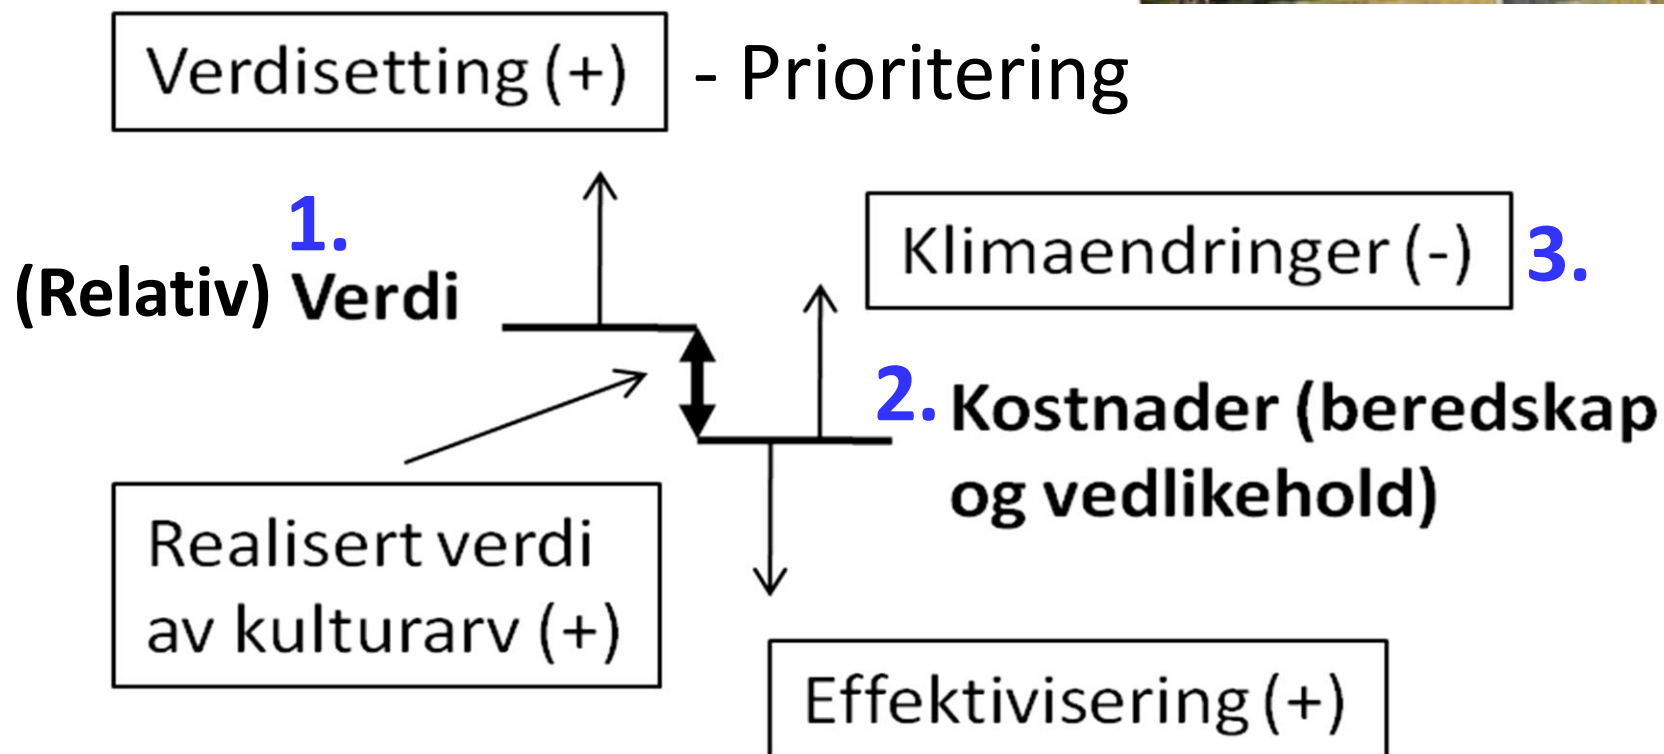 Verdisetting (+) - Prioritering
1.
(Relativ) Verdi
Klimaendringer (-) 3.
2. Kostnader (beredskap
og vedlikehold)
Realisert verdi
av kulturarv (+)
Effektivisering (+)